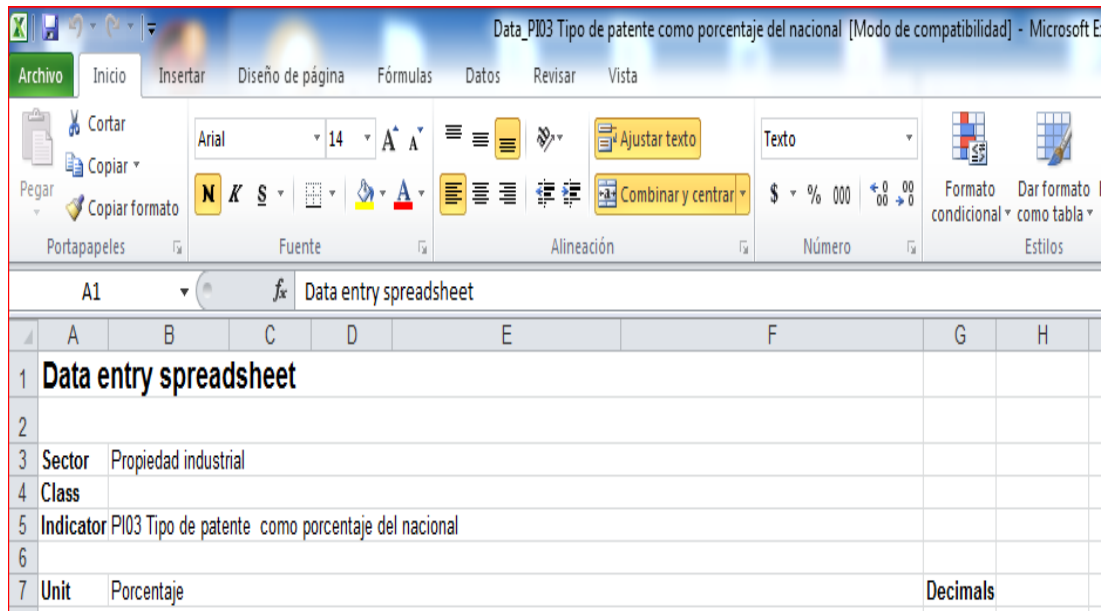 Data_PI03 Tipo de patente como porcentaje del nacional [Modo de compatibilidad] - Microsoft E
Archivo Inicio Insertar Diseño de página Fórmulas Datos Revisar Vista
Cortar
Copiar
Copiar formato
Pegar
Portapapeles
Arial 14 A A
N K S A
Fuente
Ajustar texto
Combinar y centrar
Alineación
Texto
$ % 000 ,0 ,00 ,00 ,0
Número
Formato condicional
Dar formato como tabla
Estilos
A1 fx Data entry spreadsheet
A B C D E F G H
1 Data entry spreadsheet
2
3 Sector Propiedad industrial
4 Class
5 Indicator PI03 Tipo de patente como porcentaje del nacional
6
7 Unit Porcentaje Decimals